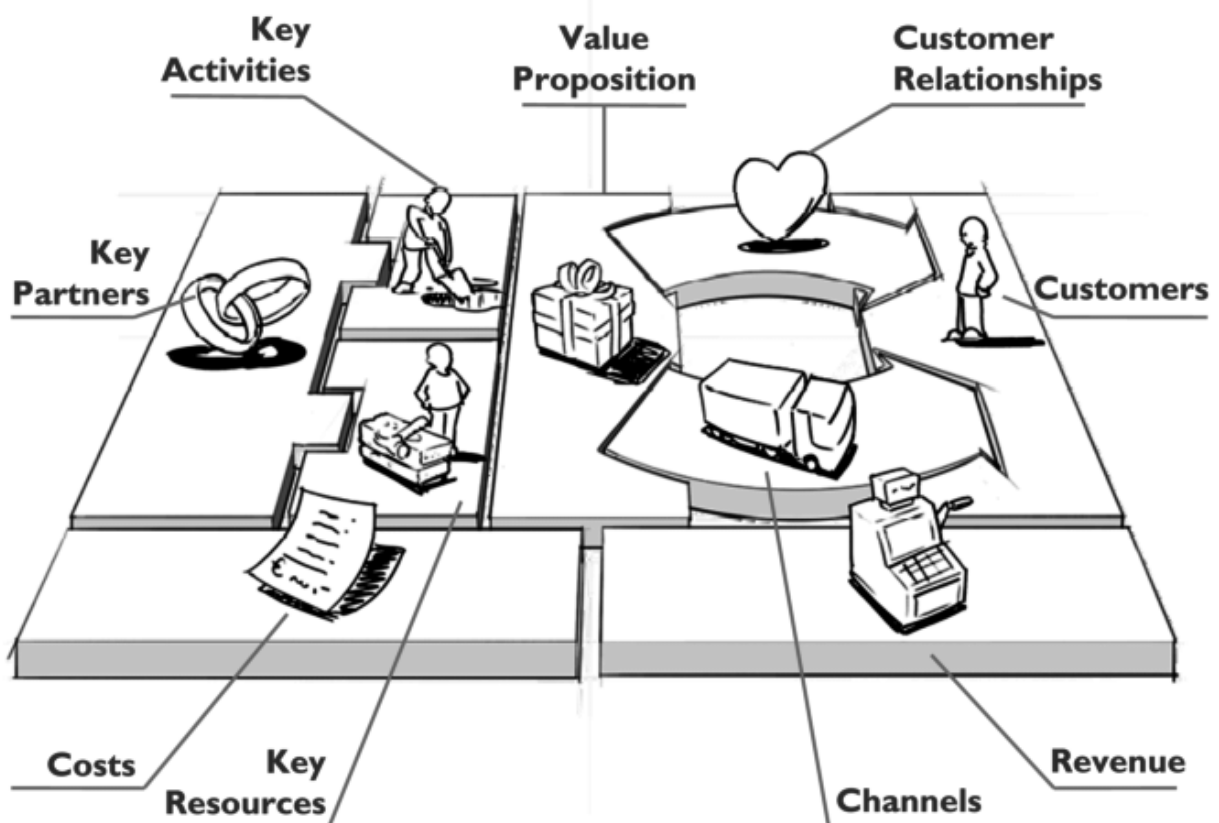 Key
Activities
Value
Proposition
Customer
Relationships
Key
Partners
Customers
Costs
Key
Resources
Channels
Revenue
€